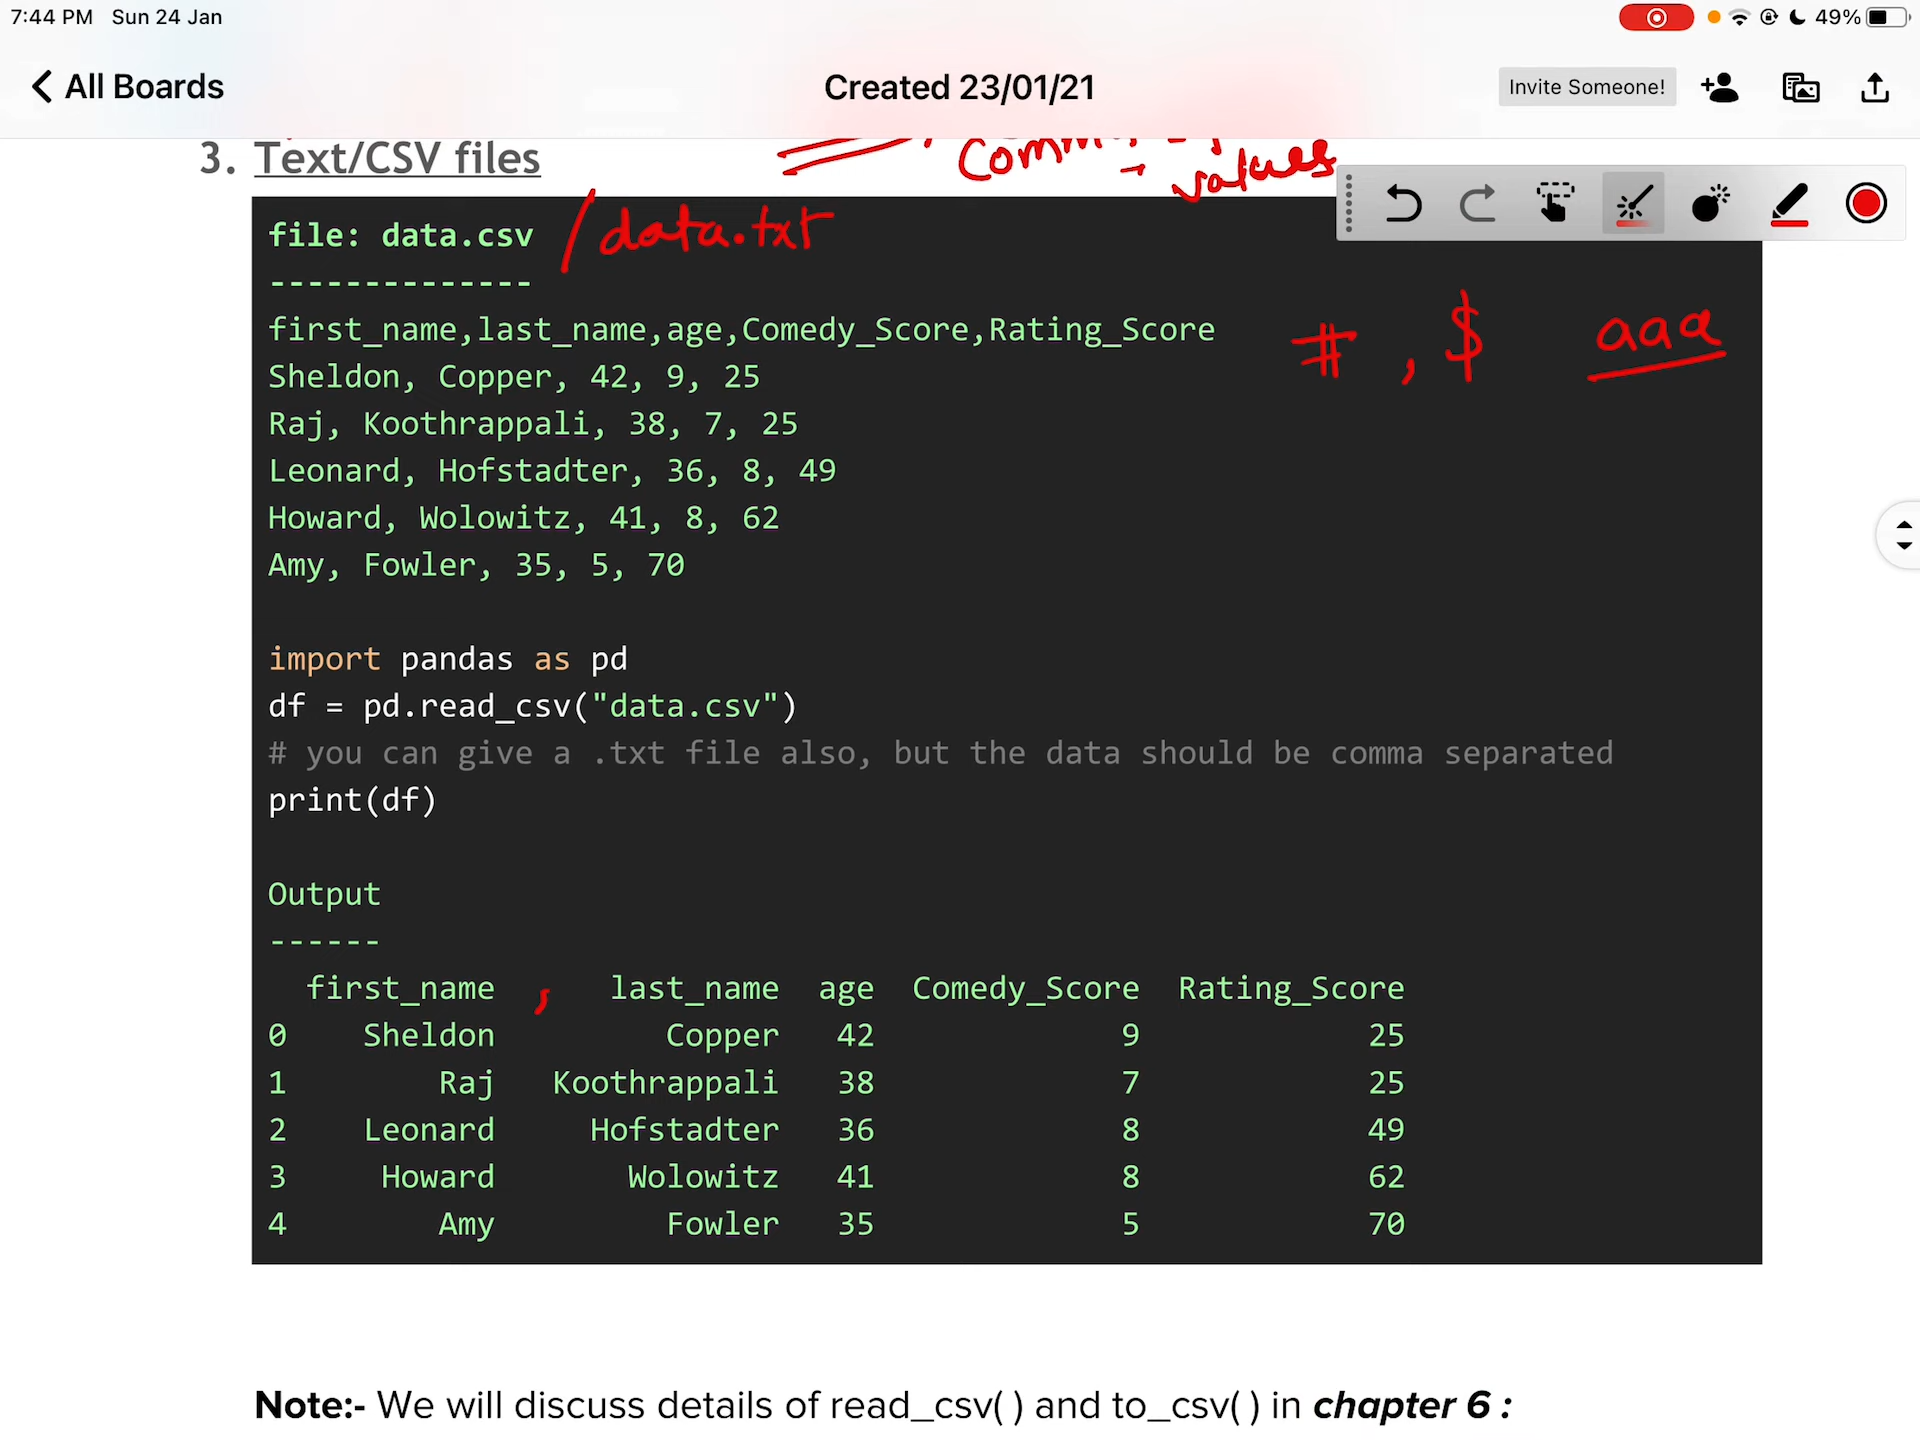 7:44 PM Sun 24 Jan 49%
All Boards
Created 23/01/21
Invite Someone!
3. Text/CSV files
values
file: data.csv /data.txt
--------------
first_name,last_name,age,Comedy_Score,Rating_Score # , $ aaa
Sheldon, Copper, 42, 9, 25
Raj, Koothrappali, 38, 7, 25
Leonard, Hofstadter, 36, 8, 49
Howard, Wolowitz, 41, 8, 62
Amy, Fowler, 35, 5, 70
import pandas as pd
df = pd.read_csv("data.csv")
# you can give a .txt file also, but the data should be comma separated
print(df)
Output
------
first_name , last_name age Comedy_Score Rating_Score
0 Sheldon Copper 42 9 25
1 Raj Koothrappali 38 7 25
2 Leonard Hofstadter 36 8 49
3 Howard Wolowitz 41 8 62
4 Amy Fowler 35 5 70
Note:- We will discuss details of read_csv( ) and to_csv( ) in chapter 6 :